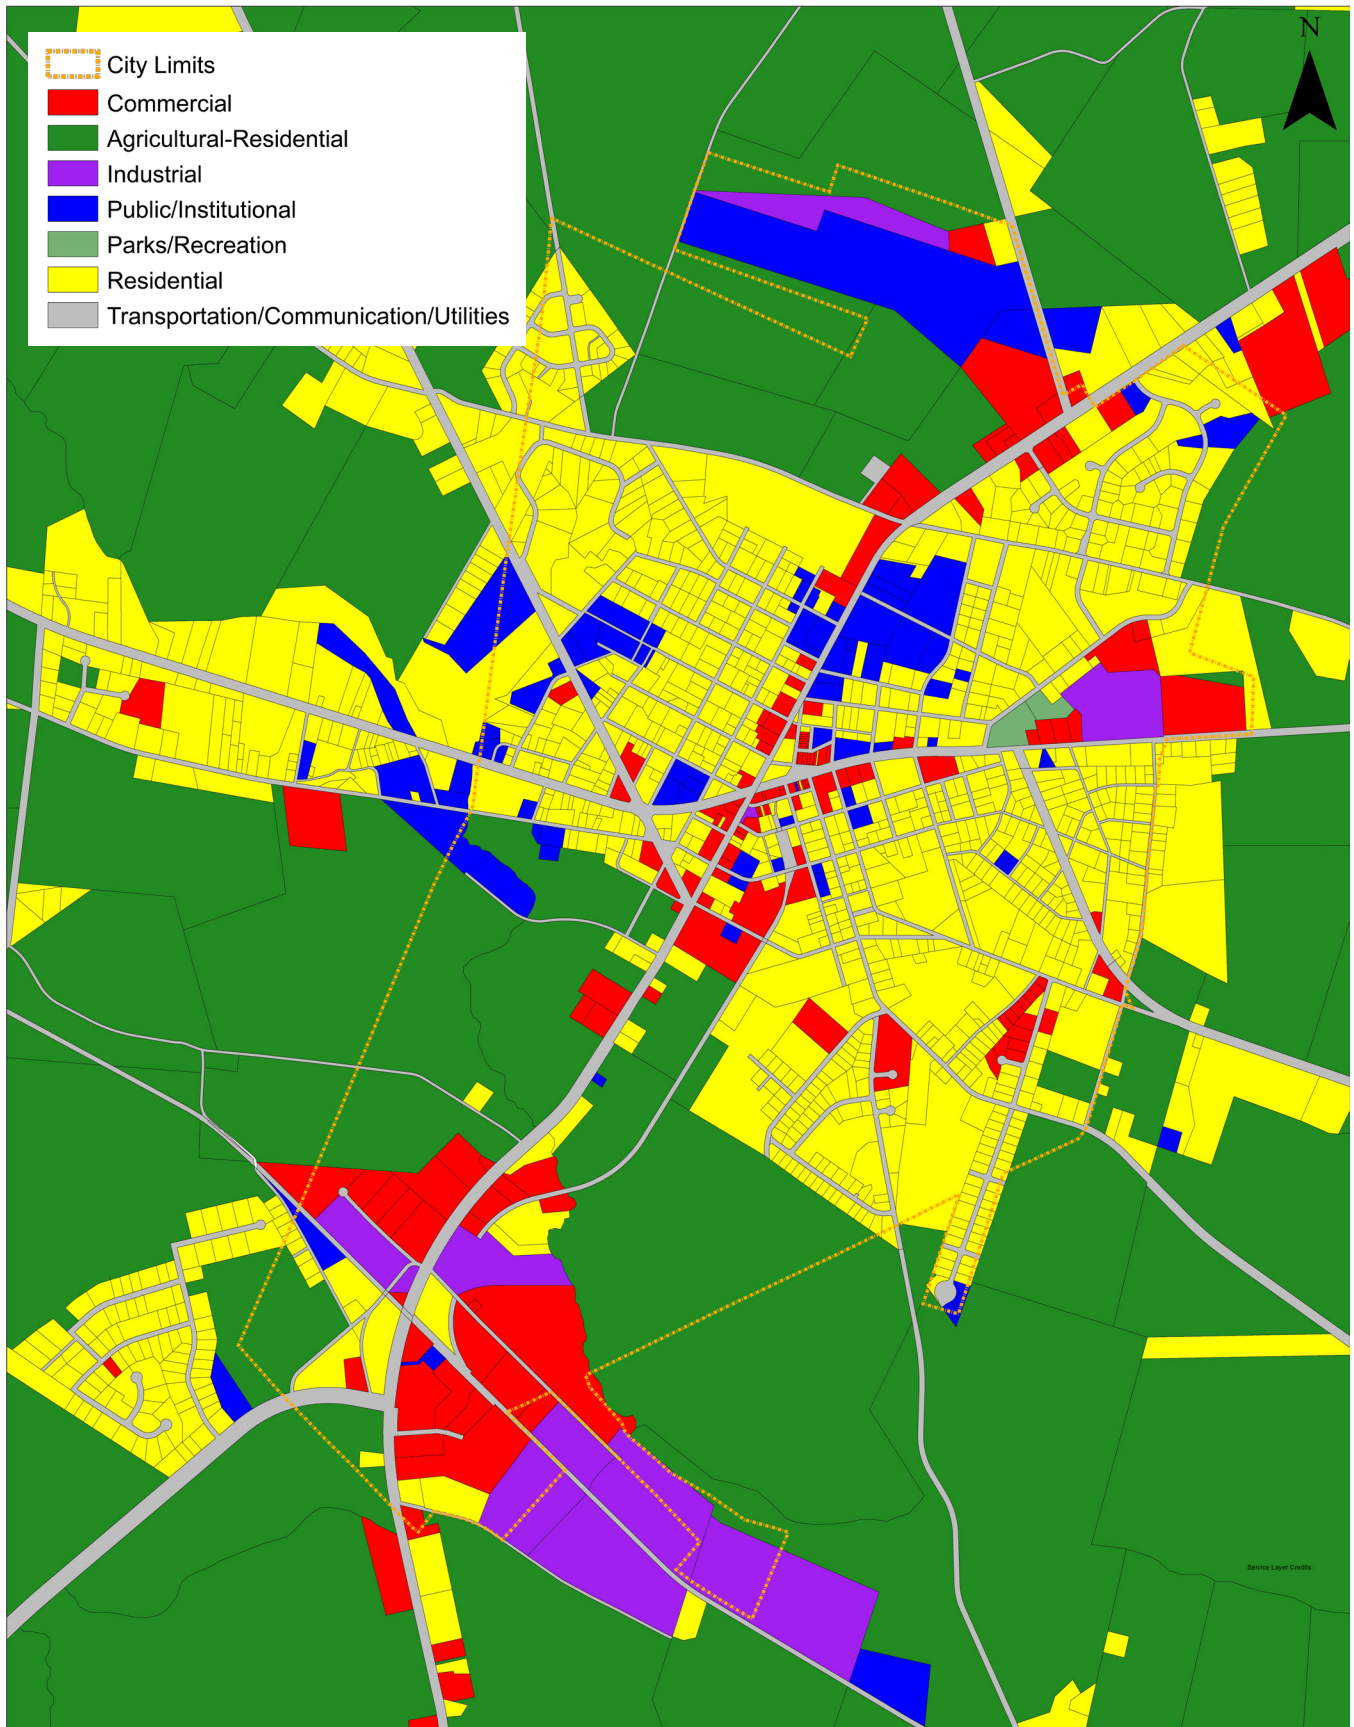 City Limits
Commercial
Agricultural-Residential
Industrial
Public/Institutional
Parks/Recreation
Residential
Transportation/Communication/Utilities
N
Service Layer Credits: